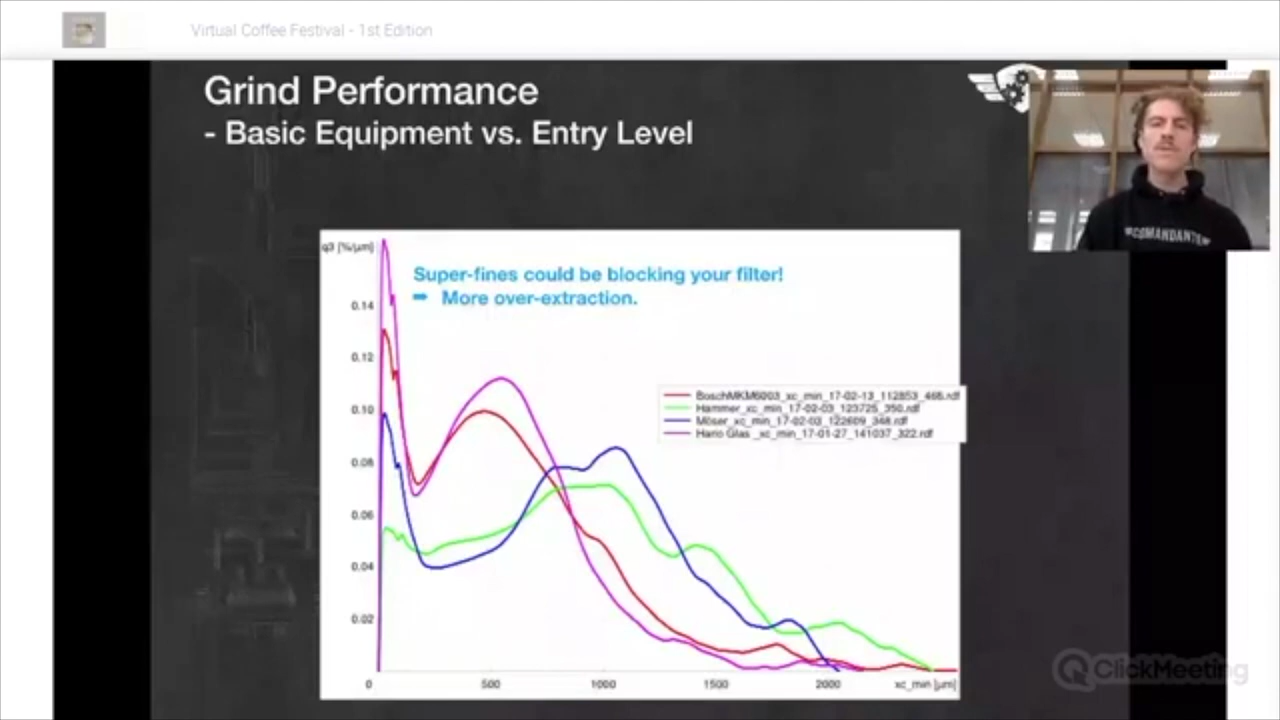 Virtual Coffee Festival - 1st Edition
Grind Performance
- Basic Equipment vs. Entry Level
COMANDANTE
q3 [%/µm]
Super-fines could be blocking your filter!
➡ More over-extraction.
0.14
0.12
0.10
0.08
0.06
0.04
0.02
BoschMKM6003_xc_min_17-02-13_112853_468.rdf
Hammer_xc_min_17-02-03_123725_350.rdf
Möser_xc_min_17-02-03_122609_348.rdf
Hario Glas _xc_min_17-01-27_141037_322.rdf
0 500 1000 1500 2000 xc_min [µm]
ClickMeeting